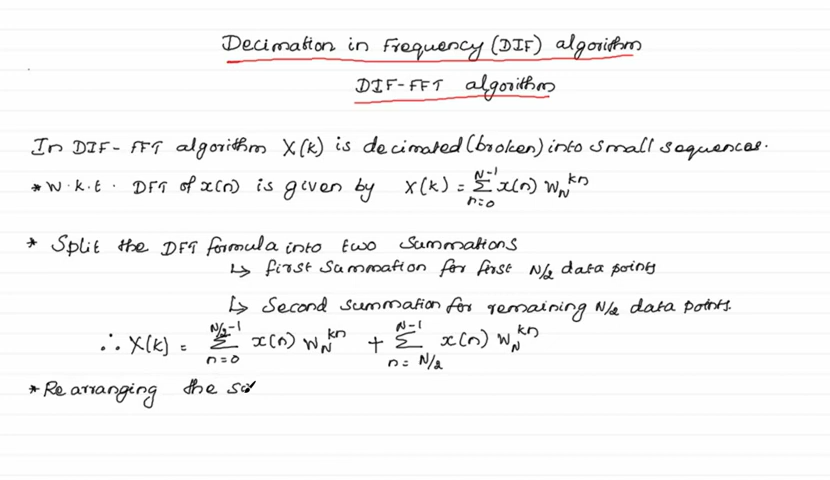 Decimation in Frequency (DIF) algorithm
DIF-FFT algorithm
In DIF-FFT algorithm X(k) is decimated (broken) into small sequences.
* W.k.t. DFT of x(n) is given by X(k) = Σ_{n=0}^{N-1} x(n) W_N^{kn}
* Split the DFT formula into two summations
↳ first summation for first N/2 data points
↳ Second summation for remaining N/2 data points.
∴ X(k) = Σ_{n=0}^{N/2-1} x(n) W_N^{kn} + Σ_{n=N/2}^{N-1} x(n) W_N^{kn}
* Rearranging the